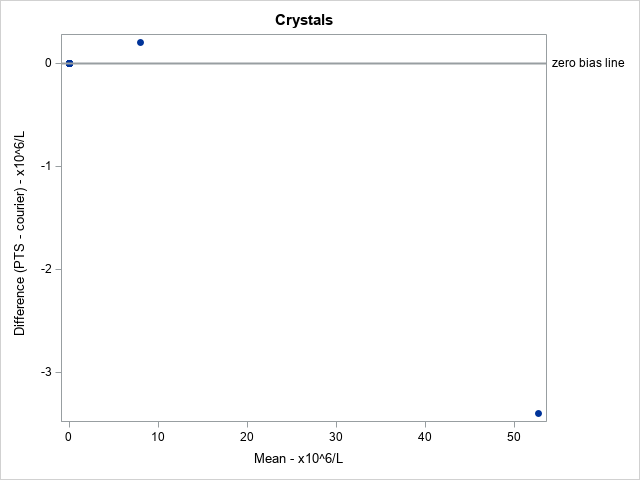 Crystals
0
zero bias line
-1
-2
-3
Difference (PTS - courier) - x10^6/L
0 10 20 30 40 50
Mean - x10^6/L